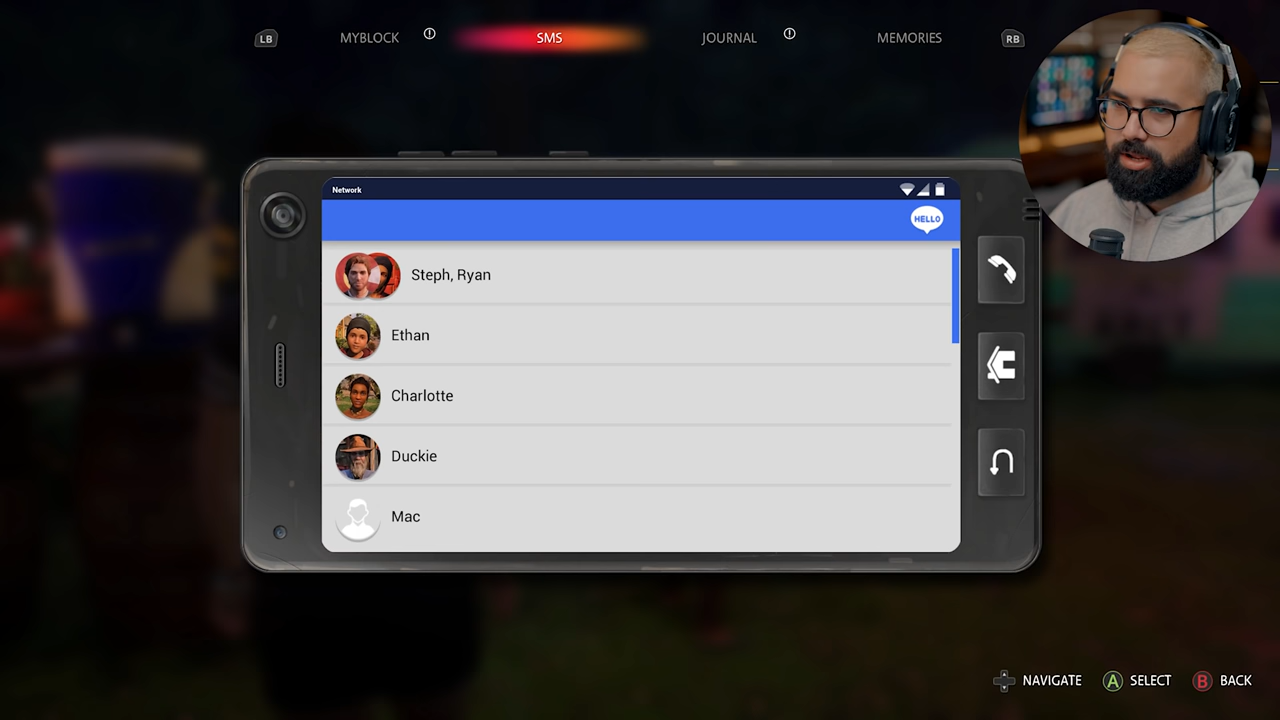 LB
MYBLOCK
SMS
JOURNAL
MEMORIES
RB
Network
HELLO
Steph, Ryan
Ethan
Charlotte
Duckie
Mac
NAVIGATE
A SELECT
B BACK